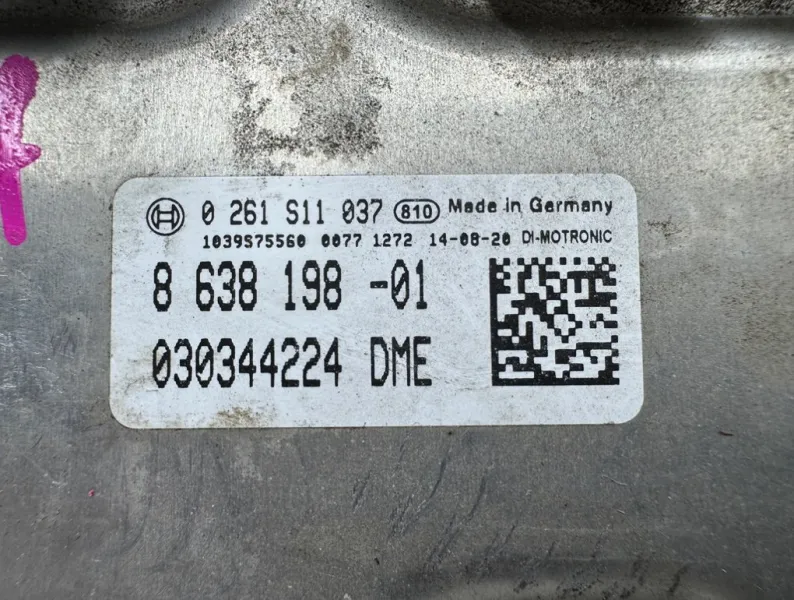 0 261 S11 037 810 Made in Germany
1039S75560 0077 1272 14-08-20 DI-MOTRONIC
8 638 198 -01
030344224 DME